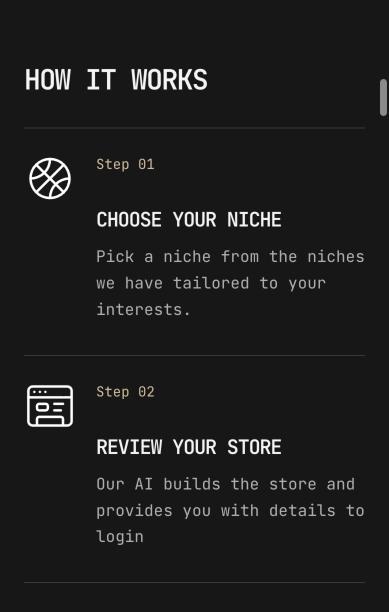 HOW IT WORKS
Step 01
CHOOSE YOUR NICHE
Pick a niche from the niches
we have tailored to your
interests.
Step 02
REVIEW YOUR STORE
Our AI builds the store and
provides you with details to
login